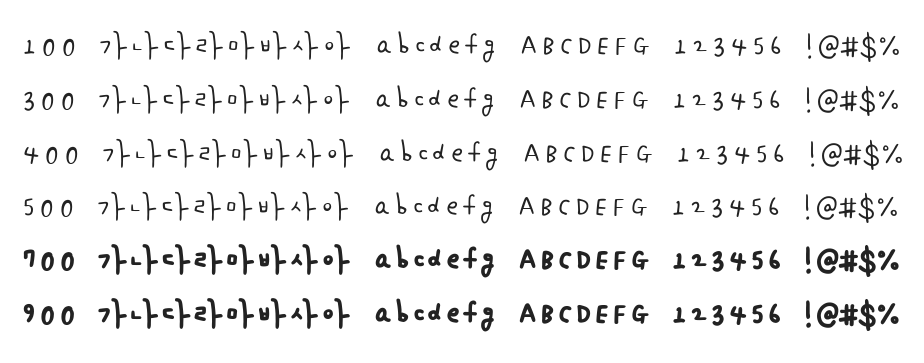 100 가나다라마바사아 abcdefg ABCDEFG 123456 !@#$%
300 가나다라마바사아 abcdefg ABCDEFG 123456 !@#$%
400 가나다라마바사아 abcdefg ABCDEFG 123456 !@#$%
500 가나다라마바사아 abcdefg ABCDEFG 123456 !@#$%
700 가나다라마바사아 abcdefg ABCDEFG 123456 !@#$%
900 가나다라마바사아 abcdefg ABCDEFG 123456 !@#$%